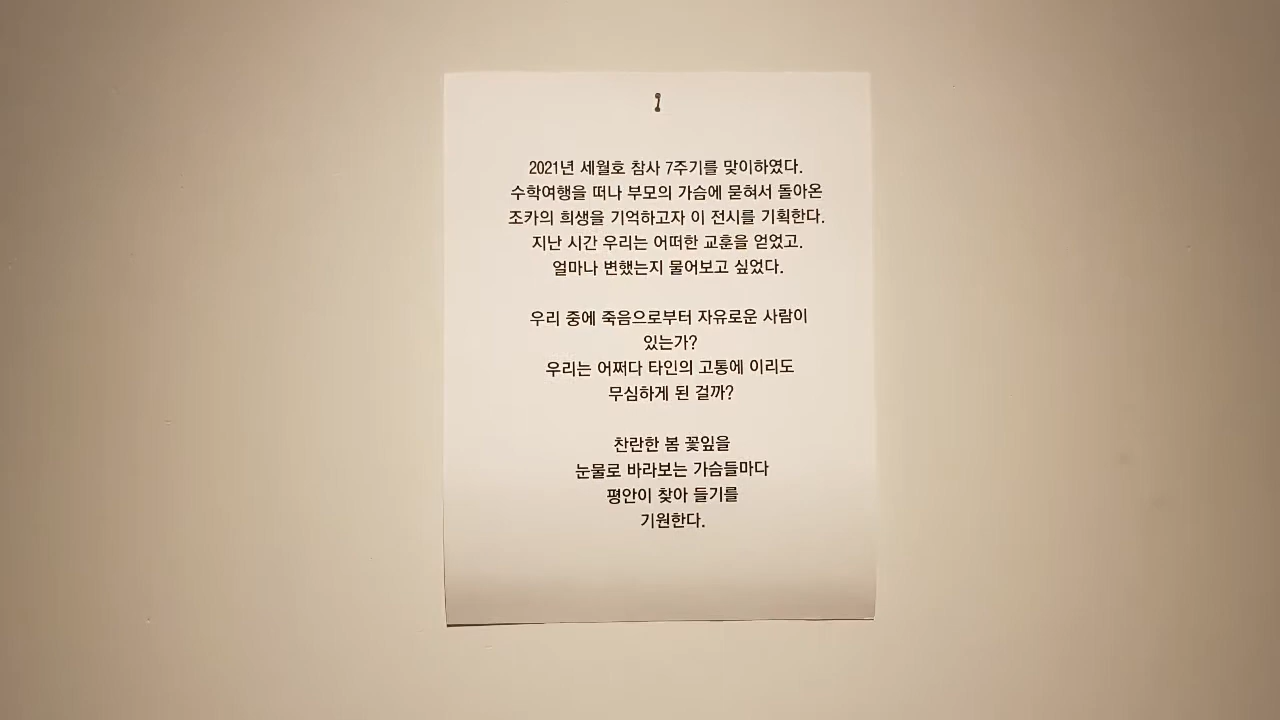 2021년 세월호 참사 7주기를 맞이하였다.
수학여행을 떠나 부모의 가슴에 묻혀서 돌아온
조카의 희생을 기억하고자 이 전시를 기획한다.
지난 시간 우리는 어떠한 교훈을 얻었고.
얼마나 변했는지 물어보고 싶었다.
우리 중에 죽음으로부터 자유로운 사람이
있는가?
우리는 어쩌다 타인의 고통에 이리도
무심하게 된 걸까?
찬란한 봄 꽃잎을
눈물로 바라보는 가슴들마다
평안이 찾아 들기를
기원한다.